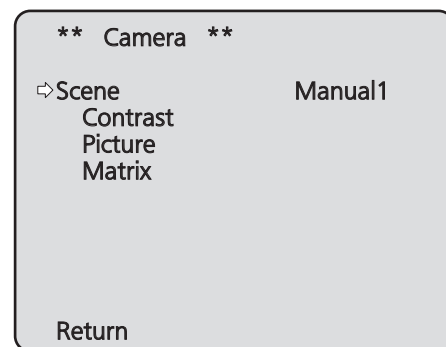 ** Camera **
⇨Scene Manual1
Contrast
Picture
Matrix
Return